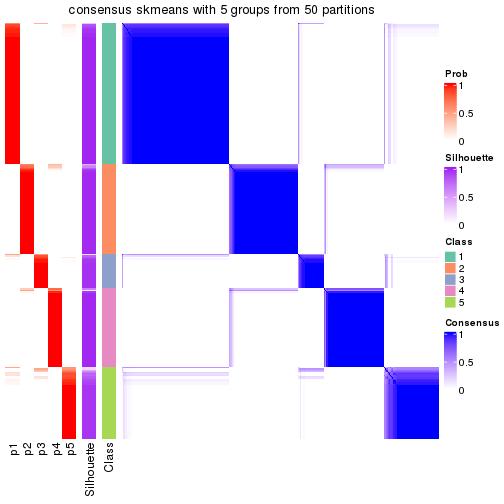 consensus skmeans with 5 groups from 50 partitions
Prob
1
0.5
0
Silhouette
1
0.5
0
Class
1
2
3
4
5
Consensus
1
0.5
0
p1
p2
p3
p4
p5
Silhouette
Class